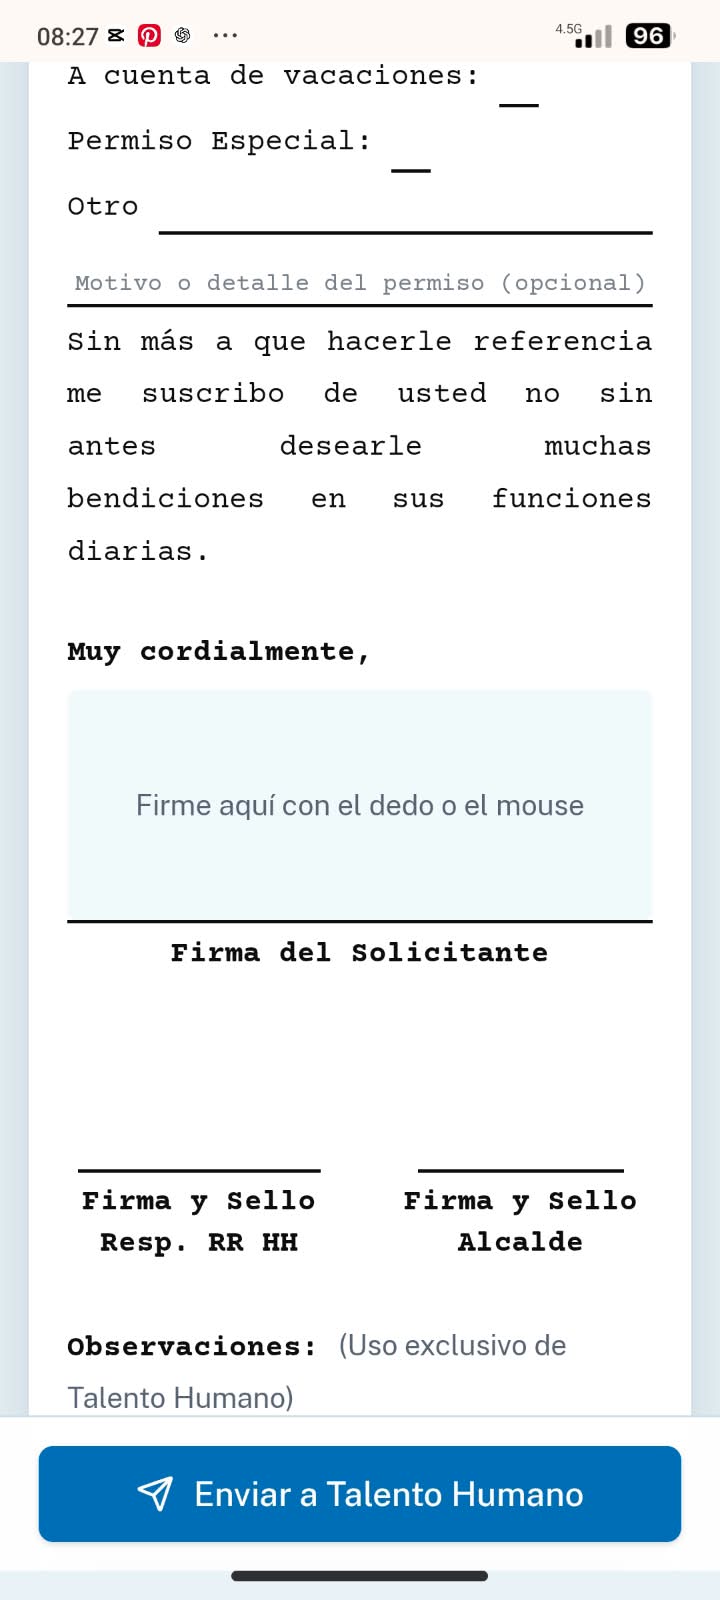 08:27
4.5G
96
A cuenta de vacaciones:
Permiso Especial:
Otro
Motivo o detalle del permiso (opcional)
Sin más a que hacerle referencia
me suscribo de usted no sin
antes desearle muchas
bendiciones en sus funciones
diarias.
Muy cordialmente,
Firme aquí con el dedo o el mouse
Firma del Solicitante
Firma y Sello
Resp. RR HH
Firma y Sello
Alcalde
Observaciones: (Uso exclusivo de
Talento Humano)
Enviar a Talento Humano